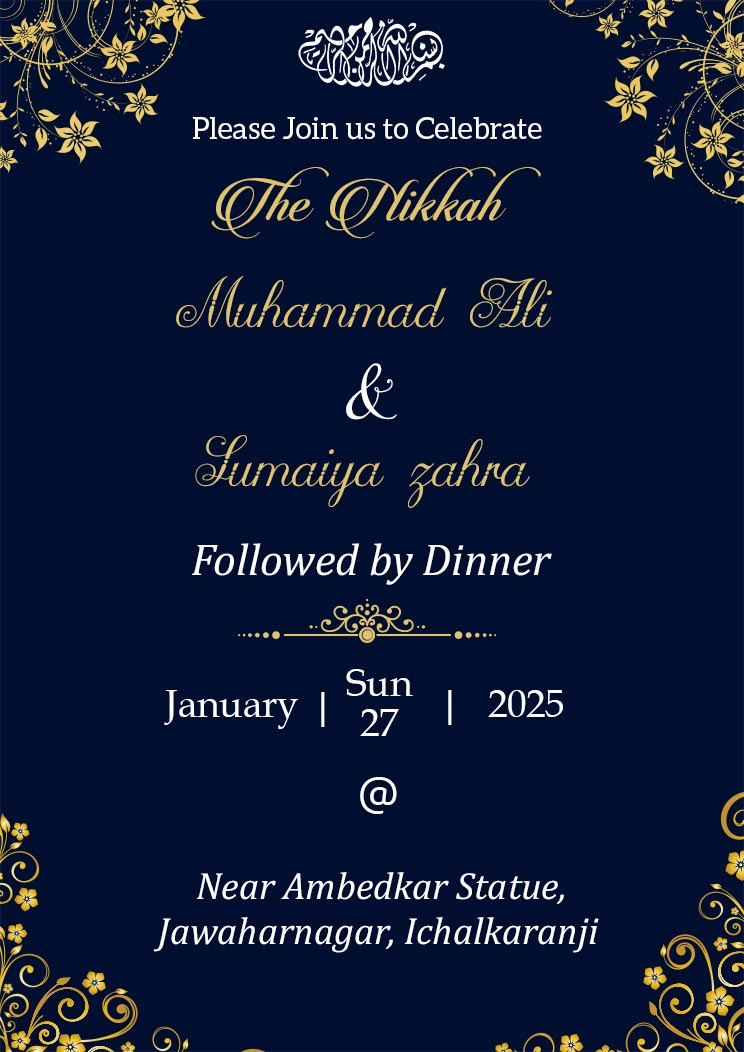 Please Join us to Celebrate
The Nikkah
Muhammad Ali
&
Sumaiya zahra
Followed by Dinner
January | Sun 27 | 2025
@
Near Ambedkar Statue,
Jawaharnagar, Ichalkaranji